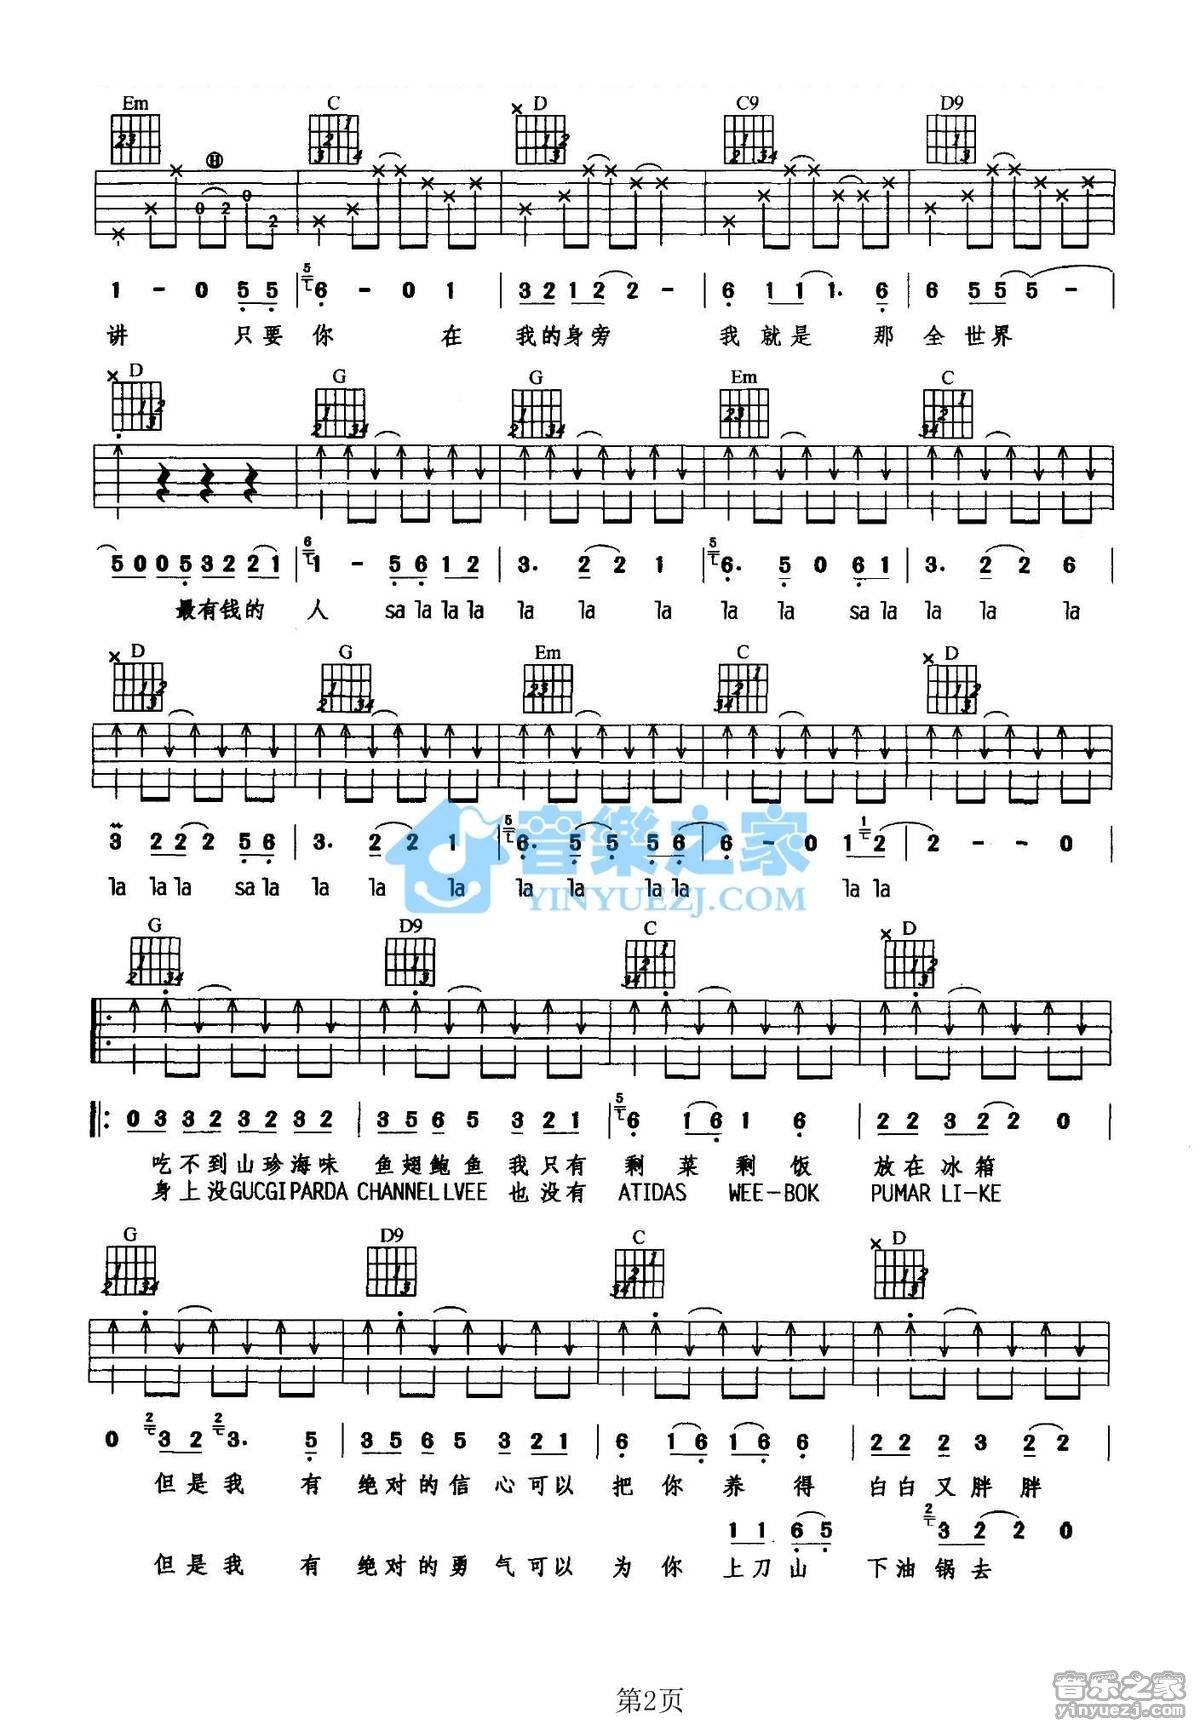 Em C D C9 D9
1 - 0 5 5 | 6 - 0 1 | 3 2 1 2 2 - | 6 1 1 1. 6 | 6 5 5 5 -
讲 只要你 在 我的身旁 我就是 那 全世界
D G G Em C
5 0 0 5 3 2 2 1 | 1 - 5 6 1 2 | 3. 2 2 1 | 6. 5 0 6 1 | 3. 2 2 6
最有钱的 人 sa la la la la la la la la sa la la la la
D G Em C D
3 2 2 2 5 6 | 3. 2 2 1 | 6. 5 5 5 6 | 6 - 0 1 2 | 2 - - 0
la la la sa la la la la la la la la la la
音樂之家
YINYUEZJ.COM
G D9 C D
0 3 3 2 3 2 3 2 | 3 5 6 5 3 2 1 | 6 1 6 1 6 | 2 2 3 2 2 0
吃不到山珍海味 鱼翅鲍鱼我只有 剩菜剩饭 放在冰箱
身上没GUCGI PARDA CHANNEL LVEE 也没有 ATIDAS WEE-BOK PUMAR LI-KE
G D9 C D
0 3 2 3. 5 | 3 5 6 5 3 2 1 | 6 1 6 1 6 6 | 2 2 2 3 2 2
但是我 有 绝对的信心可以 把你养得 白白又胖胖
1 1 6 5 3 2 2 0
但是我 有 绝对的勇气可以 为你上刀山 下油锅去
第2页
音乐之家
yinyuezj.com